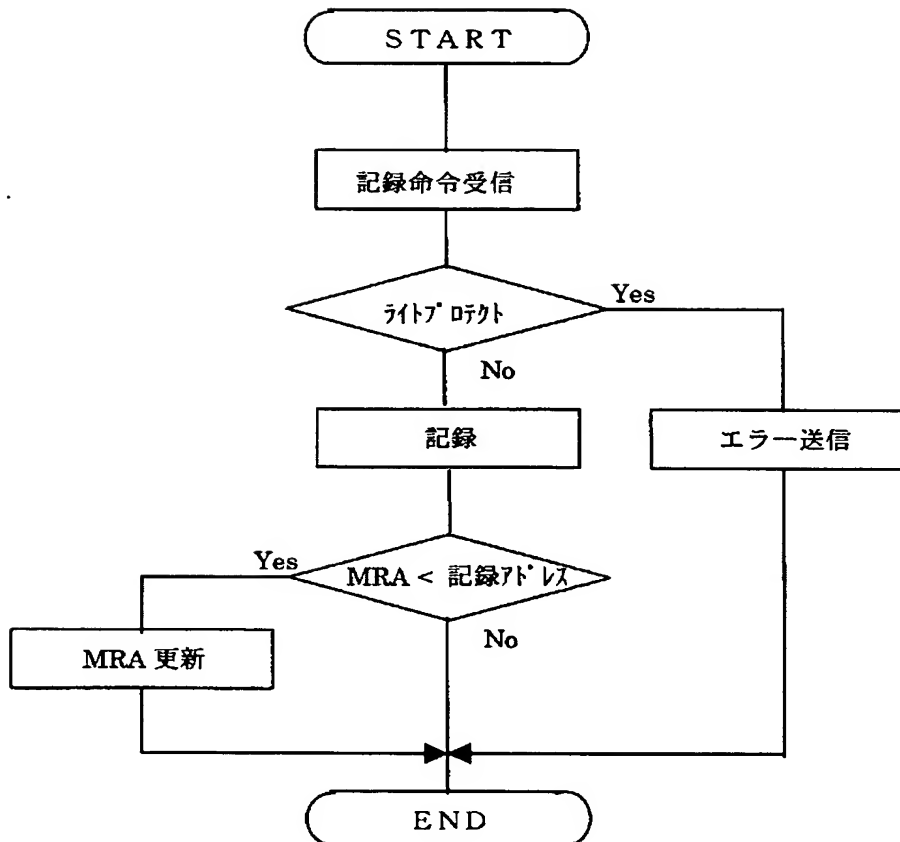 START
記録命令受信
ﾗｲﾄﾌﾟﾛﾃｸﾄ
Yes
No
記録
エラー送信
Yes
MRA < 記録ｱﾄﾞﾚｽ
No
MRA 更新
END